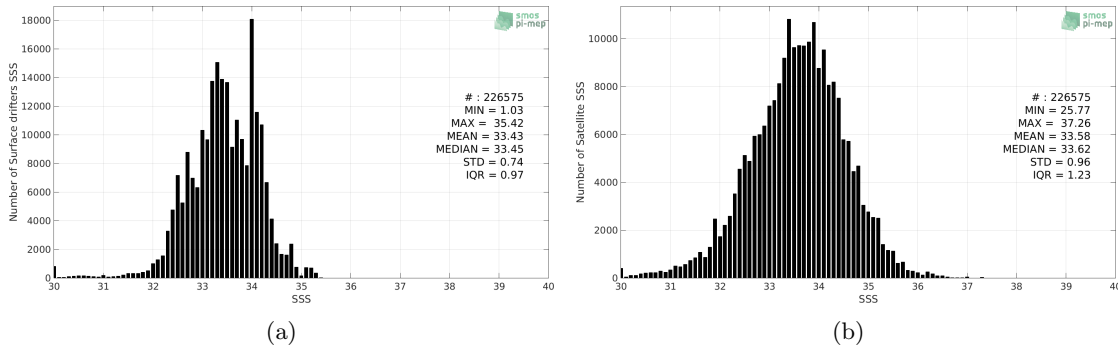 18000
16000
14000
12000
10000
8000
6000
4000
2000
0
Number of Surface drifters SSS
30 31 32 33 34 35 36 37 38 39 40
SSS
smos
pi-mep
# : 226575
MIN = 1.03
MAX = 35.42
MEAN = 33.43
MEDIAN = 33.45
STD = 0.74
IQR = 0.97
(a)
10000
8000
6000
4000
2000
0
Number of Satellite SSS
30 31 32 33 34 35 36 37 38 39 40
SSS
smos
pi-mep
# : 226575
MIN = 25.77
MAX = 37.26
MEAN = 33.58
MEDIAN = 33.62
STD = 0.96
IQR = 1.23
(b)